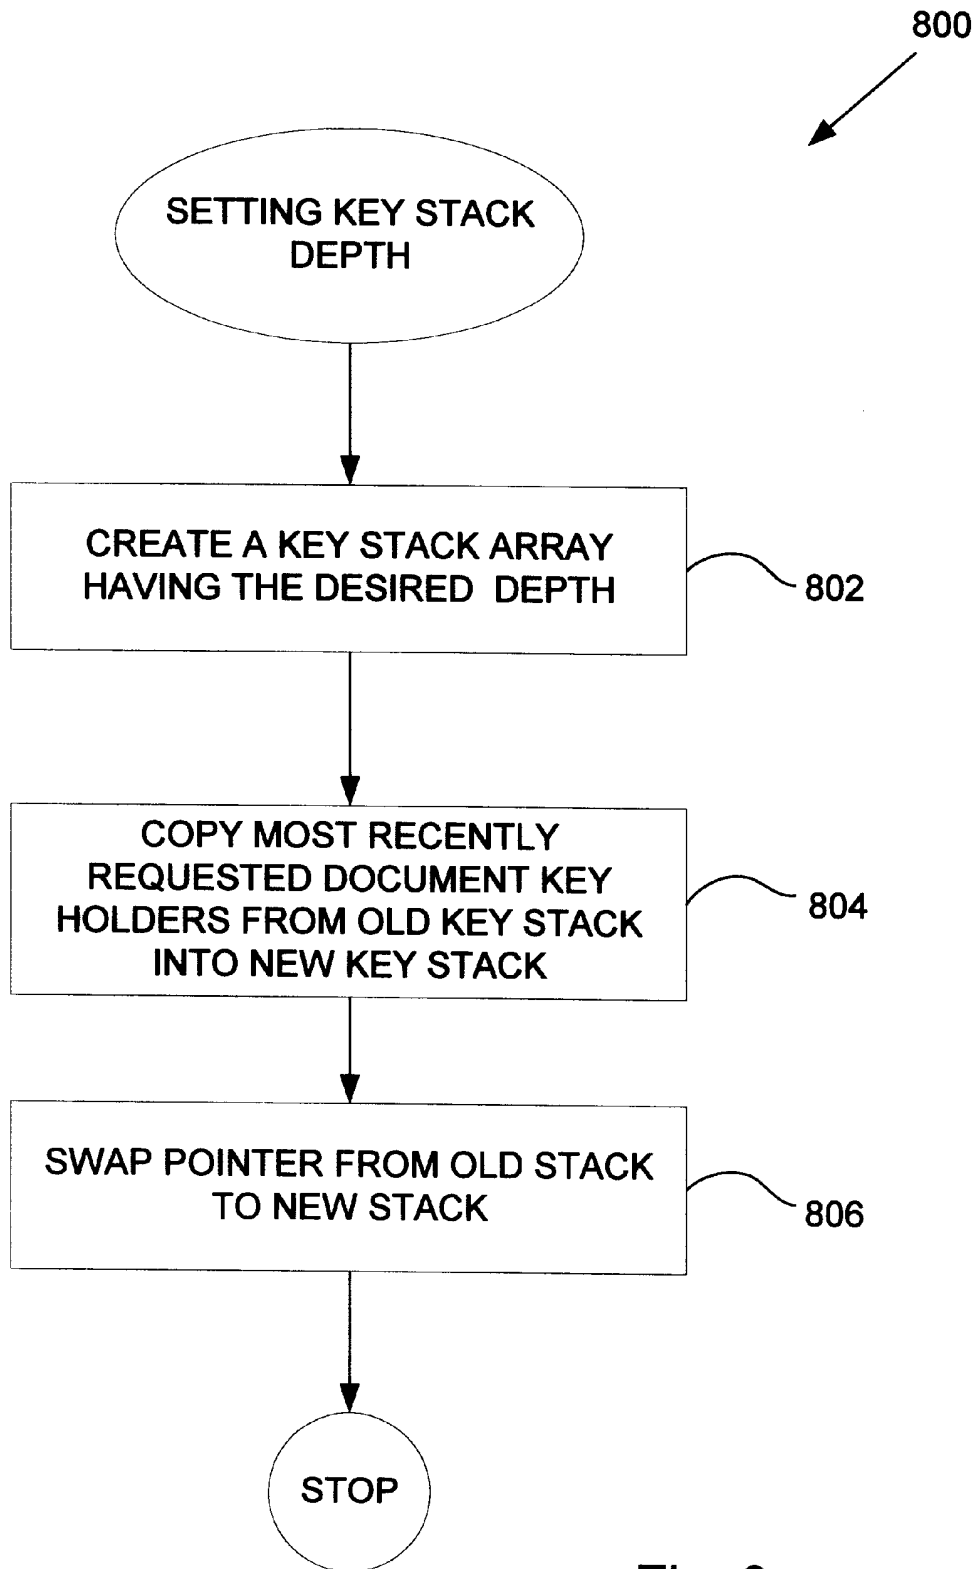 800
SETTING KEY STACK
DEPTH
CREATE A KEY STACK ARRAY
HAVING THE DESIRED DEPTH
802
COPY MOST RECENTLY
REQUESTED DOCUMENT KEY
HOLDERS FROM OLD KEY STACK
INTO NEW KEY STACK
804
SWAP POINTER FROM OLD STACK
TO NEW STACK
806
STOP